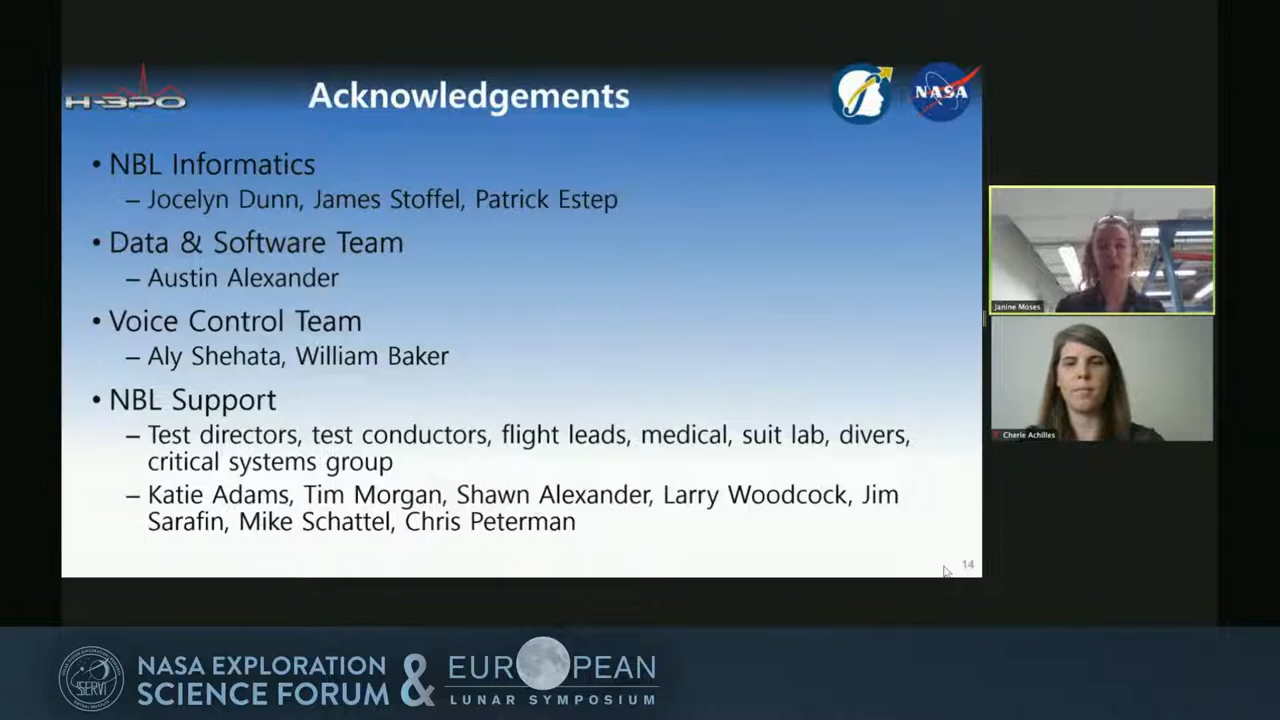 H-3PO
Acknowledgements
NASA
• NBL Informatics
– Jocelyn Dunn, James Stoffel, Patrick Estep
• Data & Software Team
– Austin Alexander
• Voice Control Team
– Aly Shehata, William Baker
• NBL Support
– Test directors, test conductors, flight leads, medical, suit lab, divers,
critical systems group
– Katie Adams, Tim Morgan, Shawn Alexander, Larry Woodcock, Jim
Sarafin, Mike Schattel, Chris Peterman
14
Janine Moses
Cherie Achilles
SSERVI
NASA EXPLORATION
SCIENCE FORUM
&
EUROPEAN
LUNAR SYMPOSIUM